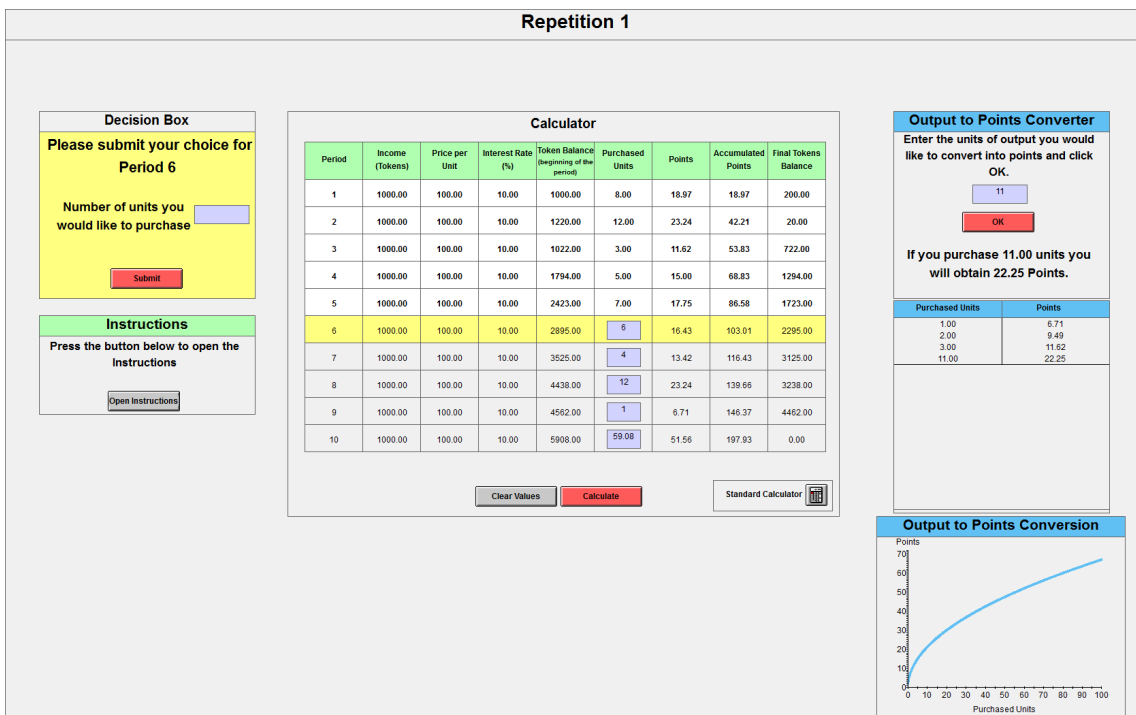 Repetition 1
Decision Box
Please submit your choice for
Period 6
Number of units you
would like to purchase
Submit
Instructions
Press the button below to open the
Instructions
Open Instructions
Calculator
Period Income (Tokens) Price per Unit Interest Rate (%) Token Balance (beginning of the period) Purchased Units Points Accumulated Points Final Tokens Balance
1 1000.00 100.00 10.00 1000.00 8.00 18.97 18.97 200.00
2 1000.00 100.00 10.00 1220.00 12.00 23.24 42.21 20.00
3 1000.00 100.00 10.00 1022.00 3.00 11.62 53.83 722.00
4 1000.00 100.00 10.00 1794.00 5.00 15.00 68.83 1294.00
5 1000.00 100.00 10.00 2423.00 7.00 17.75 86.58 1723.00
6 1000.00 100.00 10.00 2895.00 6 16.43 103.01 2295.00
7 1000.00 100.00 10.00 3525.00 4 13.42 116.43 3125.00
8 1000.00 100.00 10.00 4438.00 12 23.24 139.66 3238.00
9 1000.00 100.00 10.00 4562.00 1 6.71 146.37 4462.00
10 1000.00 100.00 10.00 5908.00 59.08 51.56 197.93 0.00
Clear Values
Calculate
Standard Calculator
Output to Points Converter
Enter the units of output you would
like to convert into points and click
OK.
11
OK
If you purchase 11.00 units you
will obtain 22.25 Points.
Purchased Units Points
1.00 6.71
2.00 9.49
3.00 11.62
11.00 22.25
Output to Points Conversion
Points
70
60
50
40
30
20
10
0
0 10 20 30 40 50 60 70 80 90 100
Purchased Units